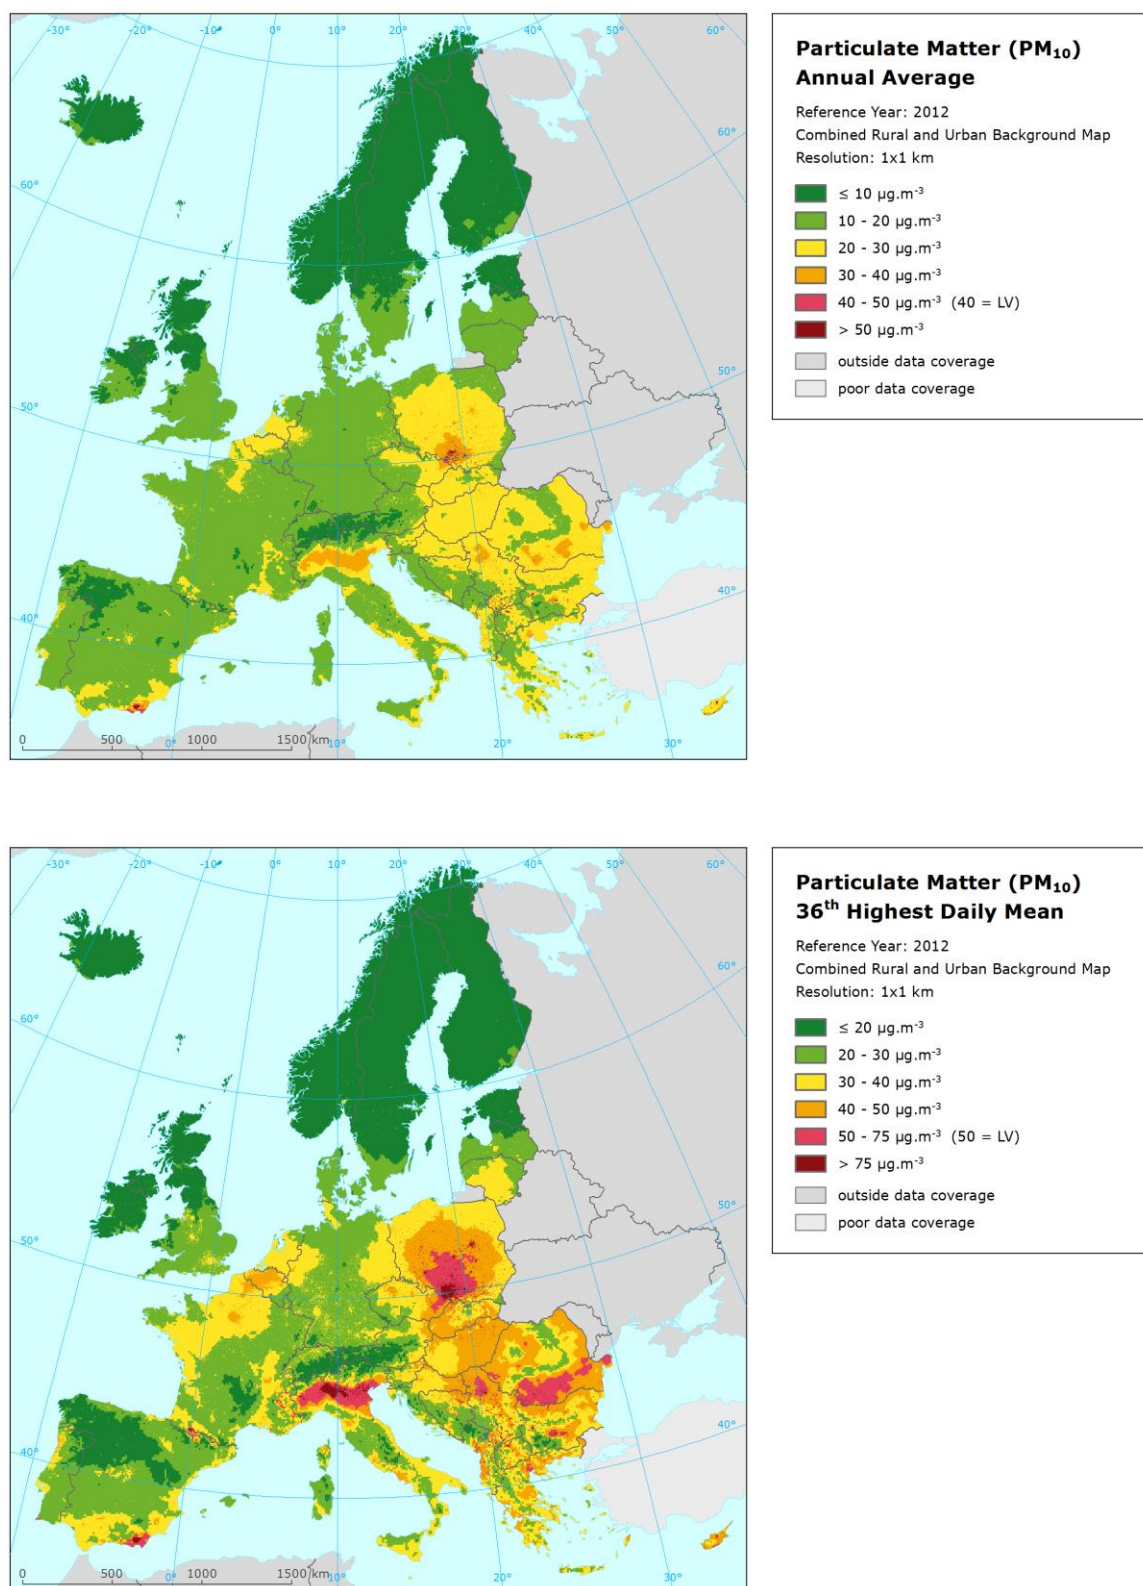 -30° -20° -10° 0° 10° 20° 30° 40° 50° 60°
60°
60°
50°
50°
40°
40°
0 500 1000 1500 km
0° 10° 20° 30°
Particulate Matter (PM₁₀)
Annual Average
Reference Year: 2012
Combined Rural and Urban Background Map
Resolution: 1x1 km
≤ 10 µg.m⁻³
10 - 20 µg.m⁻³
20 - 30 µg.m⁻³
30 - 40 µg.m⁻³
40 - 50 µg.m⁻³ (40 = LV)
> 50 µg.m⁻³
outside data coverage
poor data coverage
-30° -20° -10° 0° 10° 20° 30° 40° 50° 60°
60°
60°
50°
50°
40°
40°
0 500 1000 1500 km
0° 10° 20° 30°
Particulate Matter (PM₁₀)
36ᵗʰ Highest Daily Mean
Reference Year: 2012
Combined Rural and Urban Background Map
Resolution: 1x1 km
≤ 20 µg.m⁻³
20 - 30 µg.m⁻³
30 - 40 µg.m⁻³
40 - 50 µg.m⁻³
50 - 75 µg.m⁻³ (50 = LV)
> 75 µg.m⁻³
outside data coverage
poor data coverage